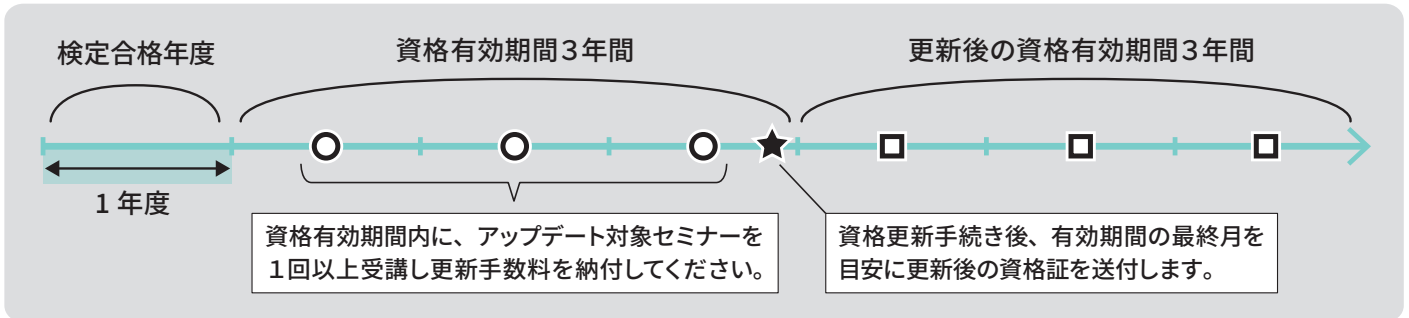 検定合格年度
資格有効期間３年間
更新後の資格有効期間３年間
1 年度
資格有効期間内に、アップデート対象セミナーを
１回以上受講し更新手数料を納付してください。
資格更新手続き後、有効期間の最終月を
目安に更新後の資格証を送付します。